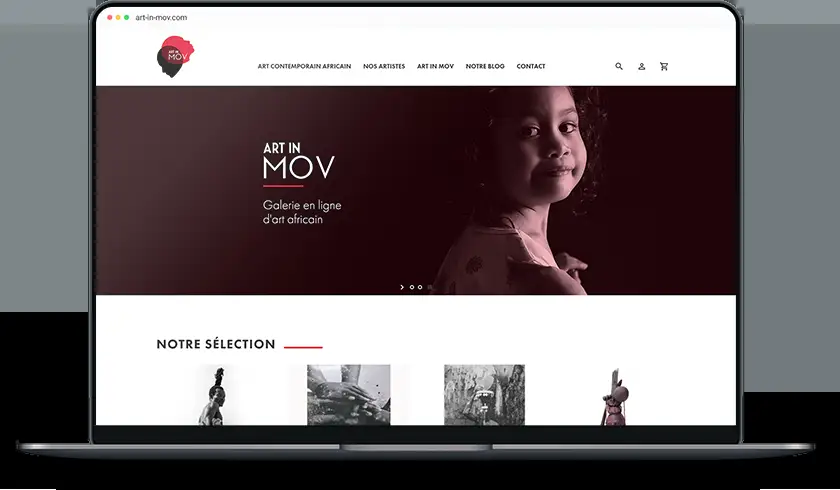 art-in-mov.com
ART IN
MOV
ART CONTEMPORAIN AFRICAIN NOS ARTISTES ART IN MOV NOTRE BLOG CONTACT
ART IN
MOV
Galerie en ligne
d'art africain
NOTRE SÉLECTION